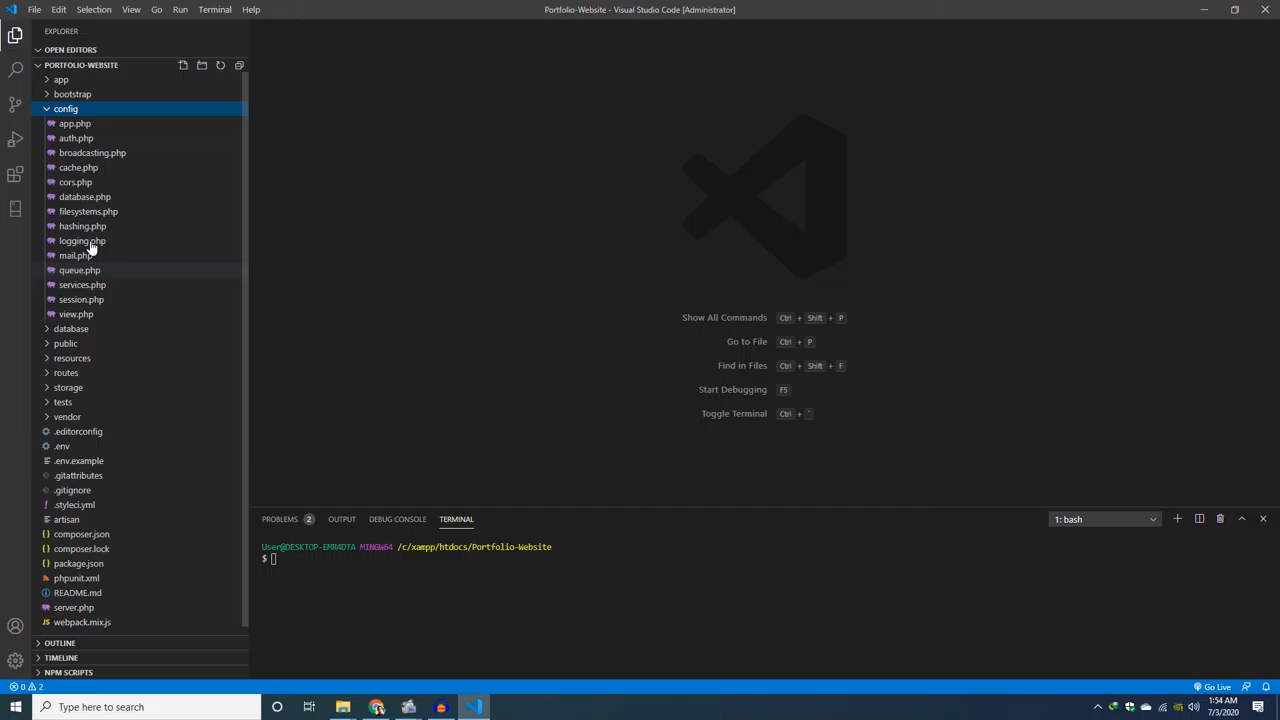 File Edit Selection View Go Run Terminal Help
Portfolio-Website - Visual Studio Code [Administrator]
EXPLORER
OPEN EDITORS
PORTFOLIO-WEBSITE
app
bootstrap
config
app.php
auth.php
broadcasting.php
cache.php
cors.php
database.php
filesystems.php
hashing.php
logging.php
mail.php
queue.php
services.php
session.php
view.php
database
public
resources
routes
storage
tests
vendor
.editorconfig
.env
.env.example
.gitattributes
.gitignore
.styleci.yml
artisan
composer.json
composer.lock
package.json
phpunit.xml
README.md
server.php
webpack.mix.js
OUTLINE
TIMELINE
NPM SCRIPTS
Show All Commands Ctrl + Shift + P
Go to File Ctrl + P
Find in Files Ctrl + Shift + F
Start Debugging F5
Toggle Terminal Ctrl + `
PROBLEMS 2 OUTPUT DEBUG CONSOLE TERMINAL
1: bash
User@DESKTOP-EMR4DTA MINGW64 /c/xampp/htdocs/Portfolio-Website
$
0 2
Go Live
Type here to search
1:54 AM
7/3/2020